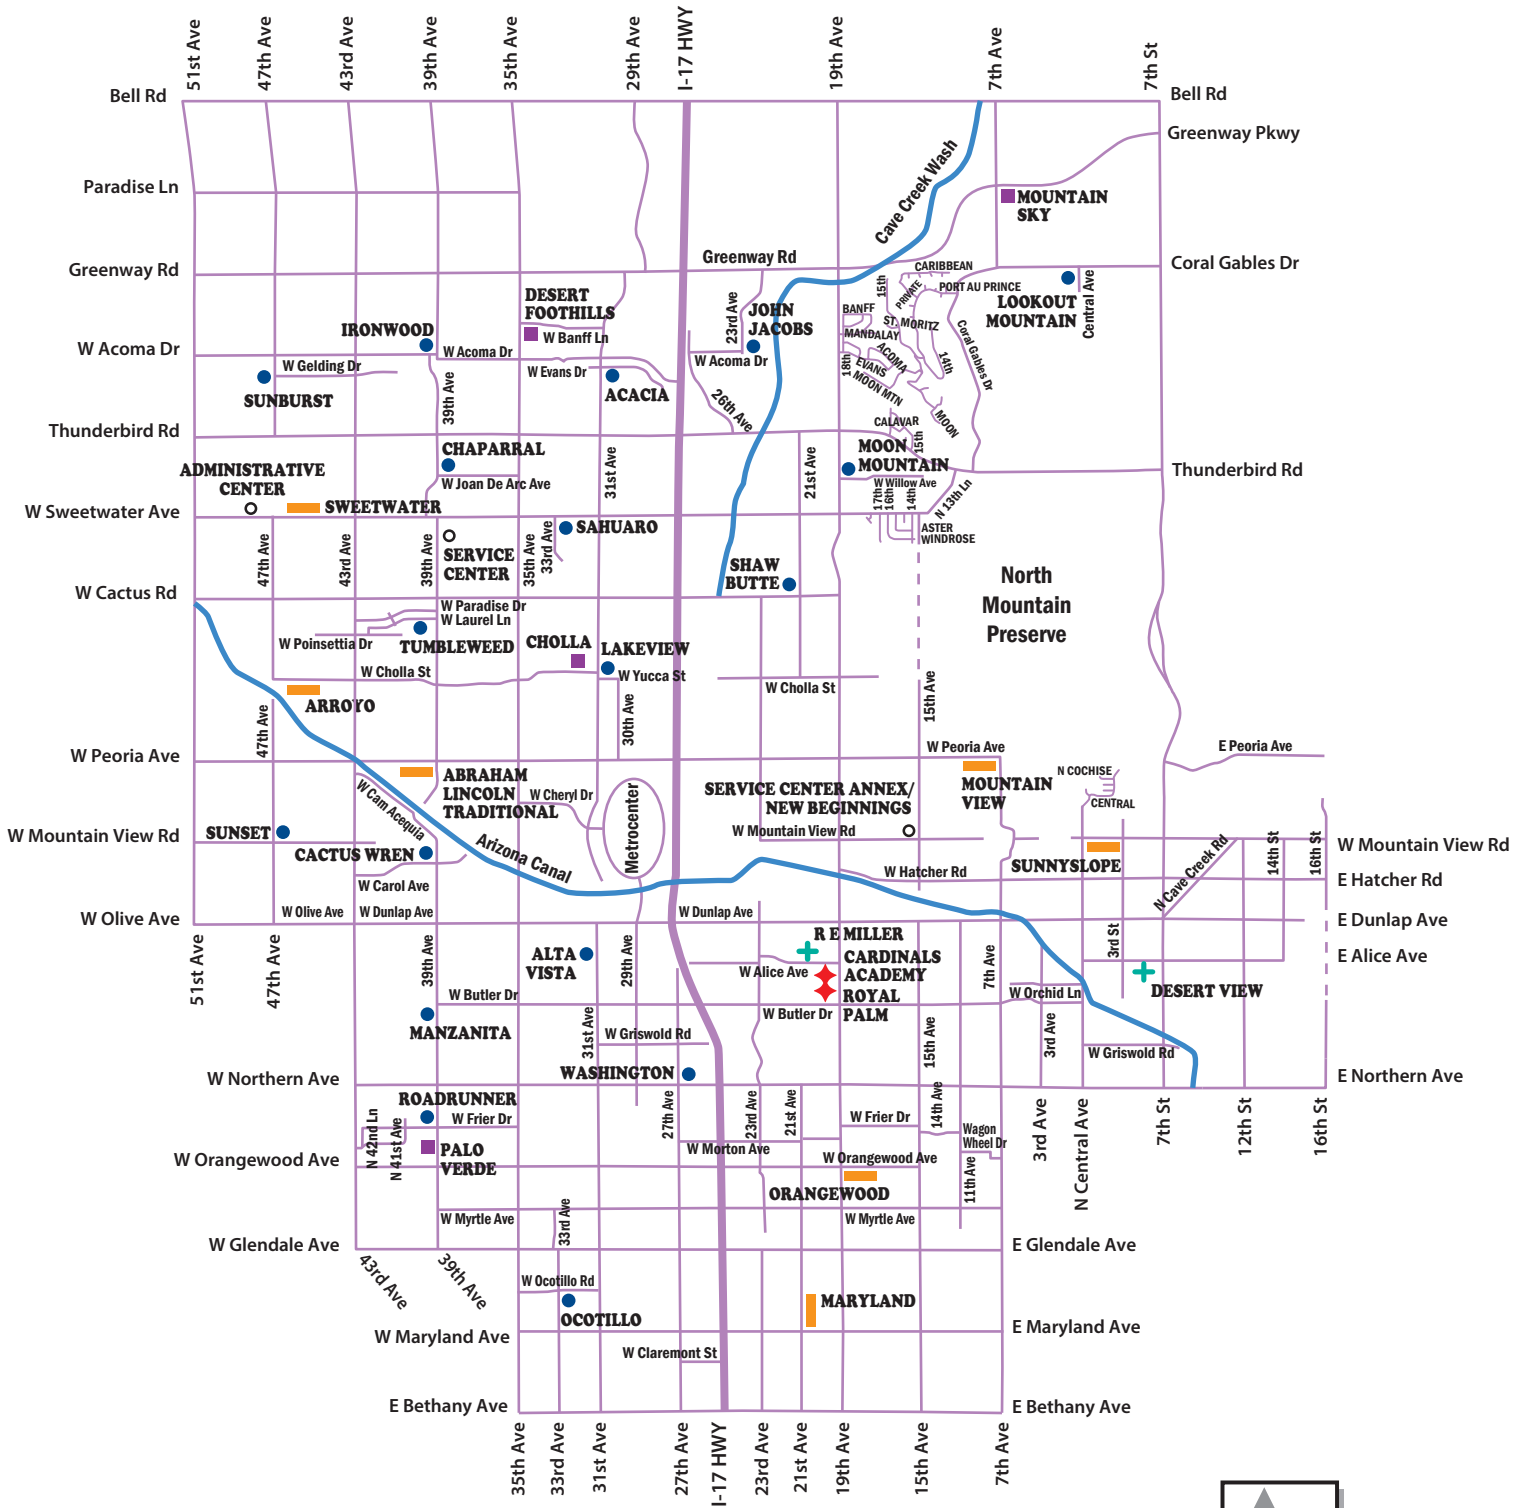 51st Ave
47th Ave
43rd Ave
39th Ave
35th Ave
29th Ave
I-17 HWY
19th Ave
7th Ave
7th St
Bell Rd
Bell Rd
Greenway Pkwy
Cave Creek Wash
Paradise Ln
MOUNTAIN
SKY
Greenway Rd
Greenway Rd
Coral Gables Dr
CARIBBEAN
PORT AU PRINCE
PRIVATE
15th
LOOKOUT
MOUNTAIN
Central Ave
DESERT
FOOTHILLS
W Banff Ln
23rd Ave
JOHN
JACOBS
BANFF
ST. MORITZ
MANDALAY
ACOMA
14th
Coral Gables Dr
18th
EVANS
MOON MTN
MOON
IRONWOOD
W Acoma Dr
W Acoma Dr
W Acoma Dr
W Gelding Dr
W Evans Dr
SUNBURST
39th Ave
ACACIA
26th Ave
CALAVAR
15th
Thunderbird Rd
Thunderbird Rd
CHAPARRAL
W Joan De Arc Ave
31st Ave
21st Ave
MOON
MOUNTAIN
W Willow Ave
17th
16th
14th
N 13th Ln
ADMINISTRATIVE
CENTER
SWEETWATER
W Sweetwater Ave
SAHUARO
ASTER
WINDROSE
47th Ave
43rd Ave
39th Ave
SERVICE
CENTER
35th Ave
33rd Ave
SHAW
BUTTE
North
Mountain
Preserve
W Cactus Rd
W Paradise Dr
W Laurel Ln
W Poinsettia Dr
TUMBLEWEED
CHOLLA
LAKEVIEW
W Cholla St
W Yucca St
W Cholla St
ARROYO
47th Ave
30th Ave
15th Ave
W Peoria Ave
W Peoria Ave
E Peoria Ave
ABRAHAM
LINCOLN
TRADITIONAL
W Cam Acequia
W Cheryl Dr
Metrocenter
SERVICE CENTER ANNEX/
NEW BEGINNINGS
MOUNTAIN
VIEW
N COCHISE
CENTRAL
W Mountain View Rd
SUNSET
CACTUS WREN
Arizona Canal
W Mountain View Rd
SUNNYSLOPE
N Cave Creek Rd
14th St
16th St
W Mountain View Rd
W Carol Ave
W Hatcher Rd
E Hatcher Rd
W Olive Ave
W Olive Ave
W Dunlap Ave
W Dunlap Ave
E Dunlap Ave
51st Ave
47th Ave
39th Ave
ALTA
VISTA
29th Ave
R E MILLER
W Alice Ave
CARDINALS
ACADEMY
ROYAL
PALM
7th Ave
3rd St
E Alice Ave
W Orchid Ln
DESERT VIEW
W Butler Dr
W Butler Dr
MANZANITA
31st Ave
W Griswold Rd
15th Ave
3rd Ave
W Griswold Rd
WASHINGTON
W Northern Ave
E Northern Ave
ROADRUNNER
W Frier Dr
N 42nd Ln
N 41st Ave
PALO
VERDE
27th Ave
23rd Ave
21st Ave
W Frier Dr
14th Ave
Wagon
Wheel Dr
W Morton Ave
3rd Ave
N Central Ave
7th St
12th St
16th St
W Orangewood Ave
W Orangewood Ave
ORANGEWOOD
11th Ave
W Myrtle Ave
33rd Ave
W Myrtle Ave
W Glendale Ave
E Glendale Ave
43rd Ave
39th Ave
W Ocotillo Rd
OCOTILLO
MARYLAND
W Maryland Ave
E Maryland Ave
W Claremont St
E Bethany Ave
E Bethany Ave
35th Ave
33rd Ave
31st Ave
27th Ave
I-17 HWY
23rd Ave
21st Ave
19th Ave
15th Ave
7th Ave